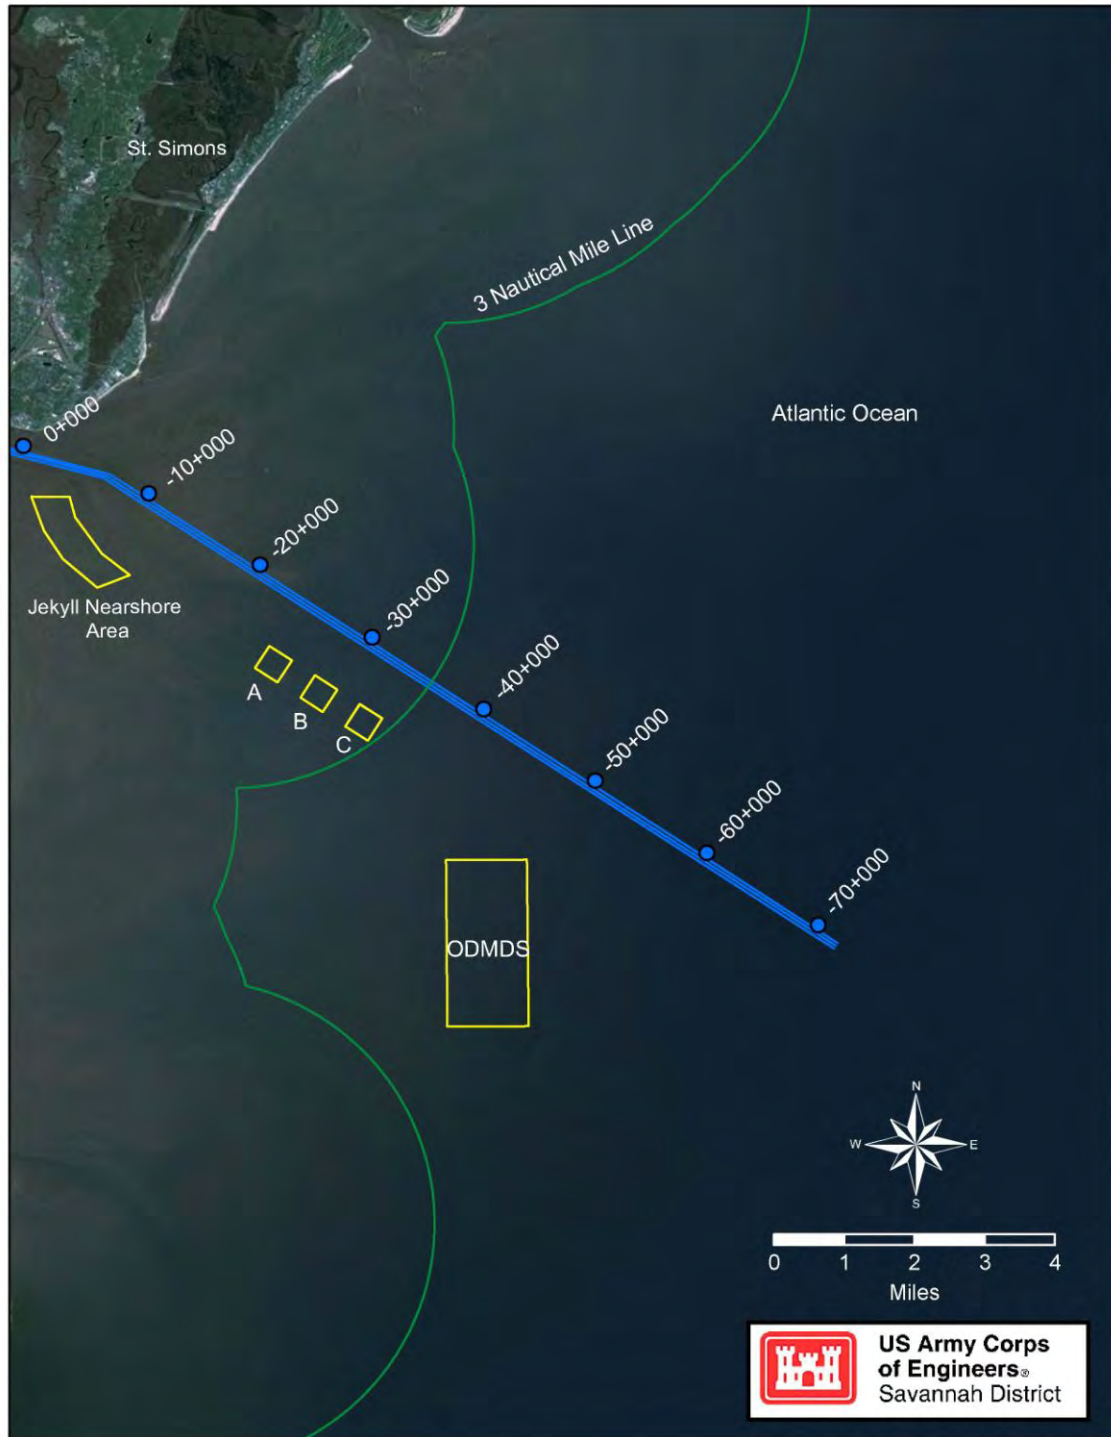 St. Simons
3 Nautical Mile Line
Atlantic Ocean
0+000
-10+000
-20+000
-30+000
-40+000
-50+000
-60+000
-70+000
Jekyll Nearshore
Area
A
B
C
ODMDS
N
W
E
S
0 1 2 3 4
Miles
US Army Corps
of Engineers®
Savannah District